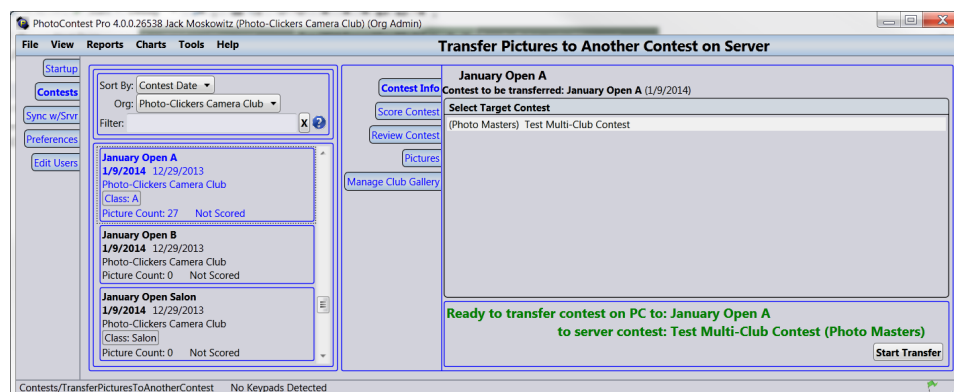 PhotoContest Pro 4.0.0.26538 Jack Moskowitz (Photo-Clickers Camera Club) (Org Admin)
File View Reports Charts Tools Help
Transfer Pictures to Another Contest on Server
Startup
Contests
Sync w/Srvr
Preferences
Edit Users
Sort By: Contest Date
Org: Photo-Clickers Camera Club
Filter: X ?
January Open A
1/9/2014 12/29/2013
Photo-Clickers Camera Club
Class: A
Picture Count: 27 Not Scored
January Open B
1/9/2014 12/29/2013
Photo-Clickers Camera Club
Picture Count: 0 Not Scored
January Open Salon
1/9/2014 12/29/2013
Photo-Clickers Camera Club
Class: Salon
Picture Count: 0 Not Scored
Contest Info
Score Contest
Review Contest
Pictures
Manage Club Gallery
January Open A
Contest to be transferred: January Open A (1/9/2014)
Select Target Contest
(Photo Masters) Test Multi-Club Contest
Ready to transfer contest on PC to: January Open A
to server contest: Test Multi-Club Contest (Photo Masters)
Start Transfer
Contests/TransferPicturesToAnotherContest No Keypads Detected